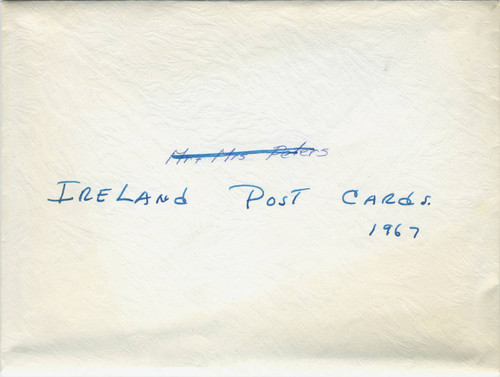 Mr + Mrs Peters
IRELAND POST CARDS.
1967